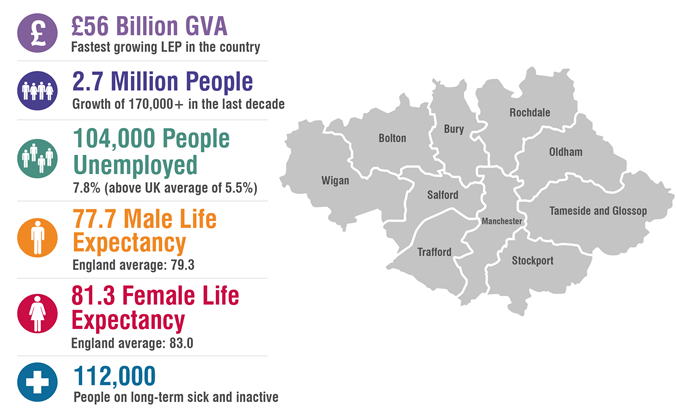 £
£56 Billion GVA
Fastest growing LEP in the country
2.7 Million People
Growth of 170,000+ in the last decade
104,000 People
Unemployed
7.8% (above UK average of 5.5%)
77.7 Male Life
Expectancy
England average: 79.3
81.3 Female Life
Expectancy
England average: 83.0
112,000
People on long-term sick and inactive
Rochdale
Bury
Bolton
Oldham
Wigan
Salford
Tameside and Glossop
Manchester
Trafford
Stockport